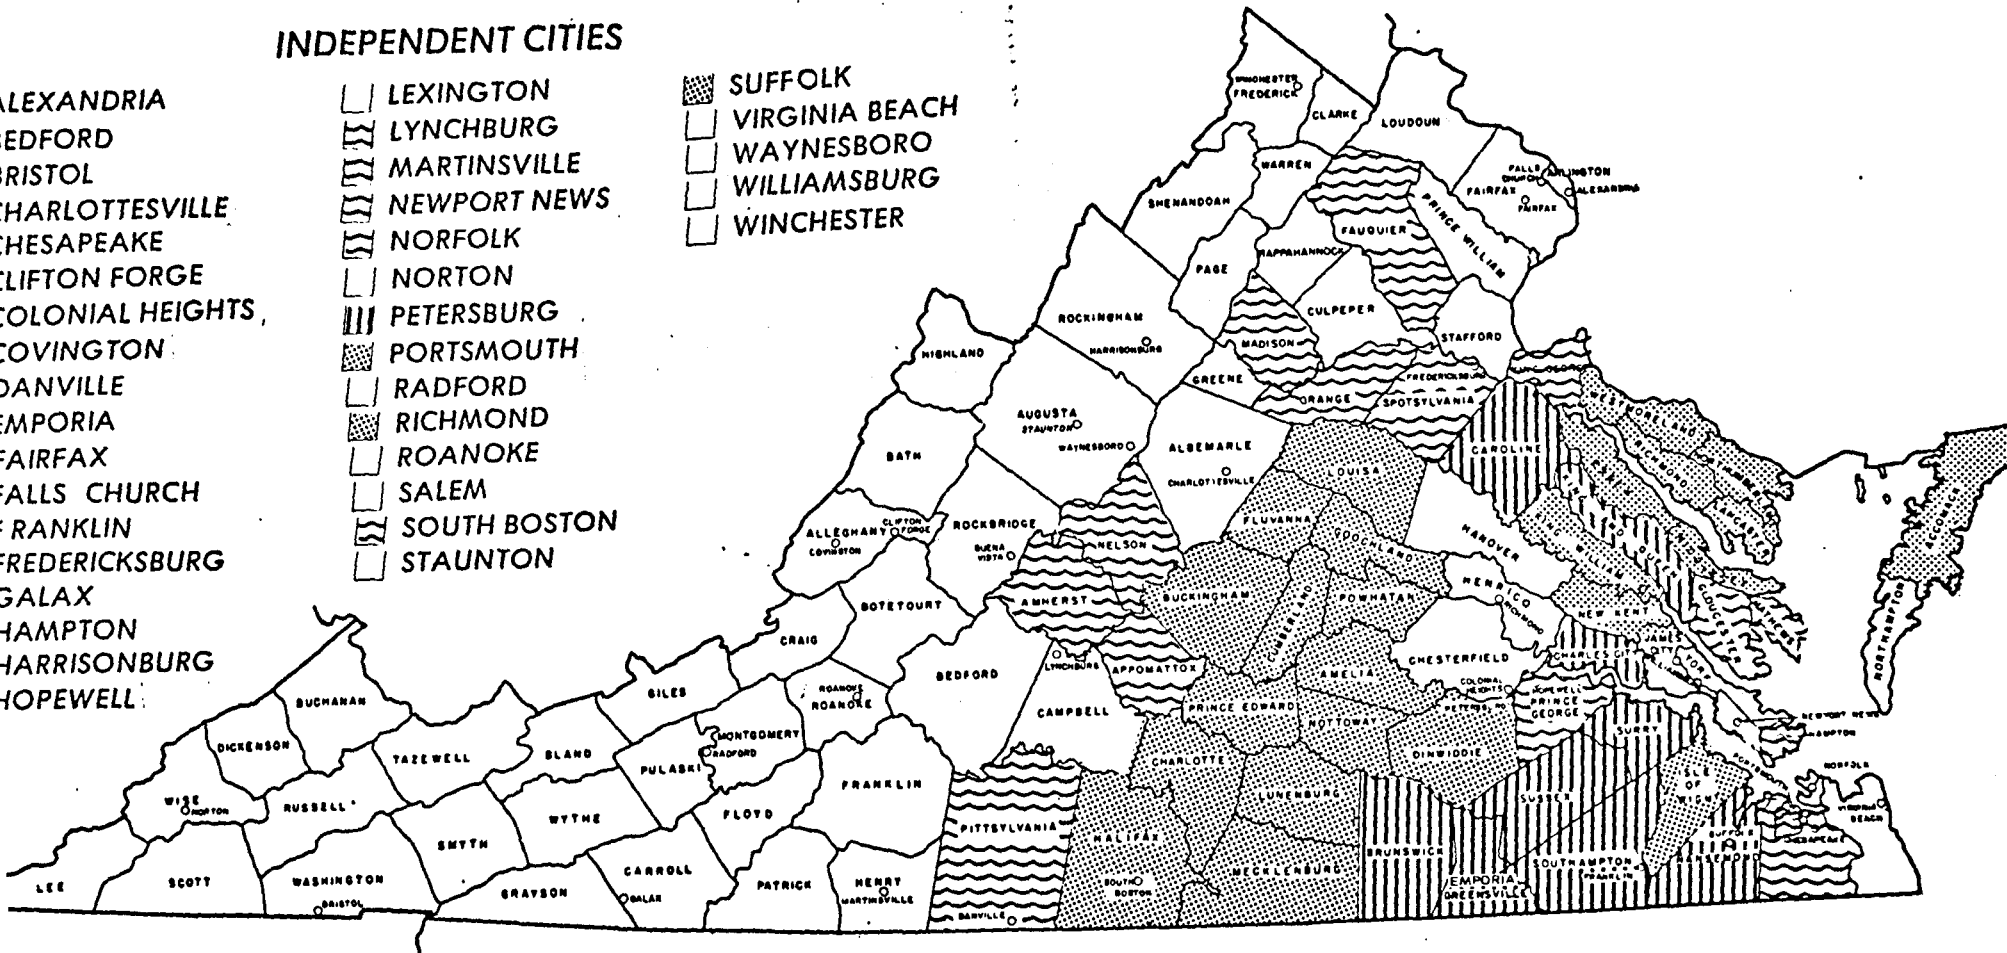 INDEPENDENT CITIES
ALEXANDRIA
BEDFORD
BRISTOL
CHARLOTTESVILLE
CHESAPEAKE
CLIFTON FORGE
COLONIAL HEIGHTS
COVINGTON
DANVILLE
EMPORIA
FAIRFAX
FALLS CHURCH
FRANKLIN
FREDERICKSBURG
GALAX
HAMPTON
HARRISONBURG
HOPEWELL
LEXINGTON
LYNCHBURG
MARTINSVILLE
NEWPORT NEWS
NORFOLK
NORTON
PETERSBURG
PORTSMOUTH
RADFORD
RICHMOND
ROANOKE
SALEM
SOUTH BOSTON
STAUNTON
SUFFOLK
VIRGINIA BEACH
WAYNESBORO
WILLIAMSBURG
WINCHESTER
WINCHESTER
FREDERICK
CLARKE
LOUDOUN
WARREN
FALLS
CHURCH
ARLINGTON
FAIRFAX
ALEXANDRIA
FAIRFAX
SHENANDOAH
PRINCE WILLIAM
FAUQUIER
RAPPAHANNOCK
PAGE
CULPEPER
ROCKINGHAM
HARRISONBURG
MADISON
STAFFORD
HIGHLAND
GREENE
FREDERICKSBURG
KING GEORGE
ORANGE
SPOTSYLVANIA
WESTMORELAND
AUGUSTA
STAUNTON
WAYNESBORO
ALBEMARLE
CHARLOTTESVILLE
LOUISA
CAROLINE
RICHMOND
ESSEX
LANCASTER
ACCOMACK
BATH
ALLEGHANY
CLIFTON
FORGE
COVINGTON
ROCKBRIDGE
BUENA
VISTA
NELSON
FLUVANNA
GOOCHLAND
HANOVER
KING WILLIAM
HENRICO
RICHMOND
NEW KENT
GLOUCESTER
MATHEWS
NORTHAMPTON
BOTETOURT
AMHERST
BUCKINGHAM
CUMBERLAND
POWHATAN
CRAIG
BEDFORD
LYNCHBURG
APPOMATTOX
AMELIA
CHESTERFIELD
CHARLES CITY
JAMES
CITY
YORK
COLONIAL
HEIGHTS
HOPEWELL
PRINCE
GEORGE
BUCHANAN
GILES
ROANOKE
ROANOKE
CAMPBELL
PRINCE EDWARD
NOTTOWAY
DINWIDDIE
SURRY
NEWPORT NEWS
HAMPTON
DICKENSON
TAZEWELL
BLAND
PULASKI
MONTGOMERY
RADFORD
FRANKLIN
CHARLOTTE
LUNENBURG
SUSSEX
ISLE
OF
WIGHT
PORTSMOUTH
NORFOLK
VIRGINIA
BEACH
WISE
NORTON
RUSSELL
WYTHE
FLOYD
PITTSYLVANIA
HALIFAX
SOUTH
BOSTON
MECKLENBURG
BRUNSWICK
SOUTHAMPTON
FRANKLIN
SUFFOLK
NANSEMOND
CHESAPEAKE
LEE
SCOTT
WASHINGTON
BRISTOL
SMYTH
GRAYSON
CARROLL
GALAX
PATRICK
HENRY
MARTINSVILLE
DANVILLE
EMPORIA
GREENSVILLE